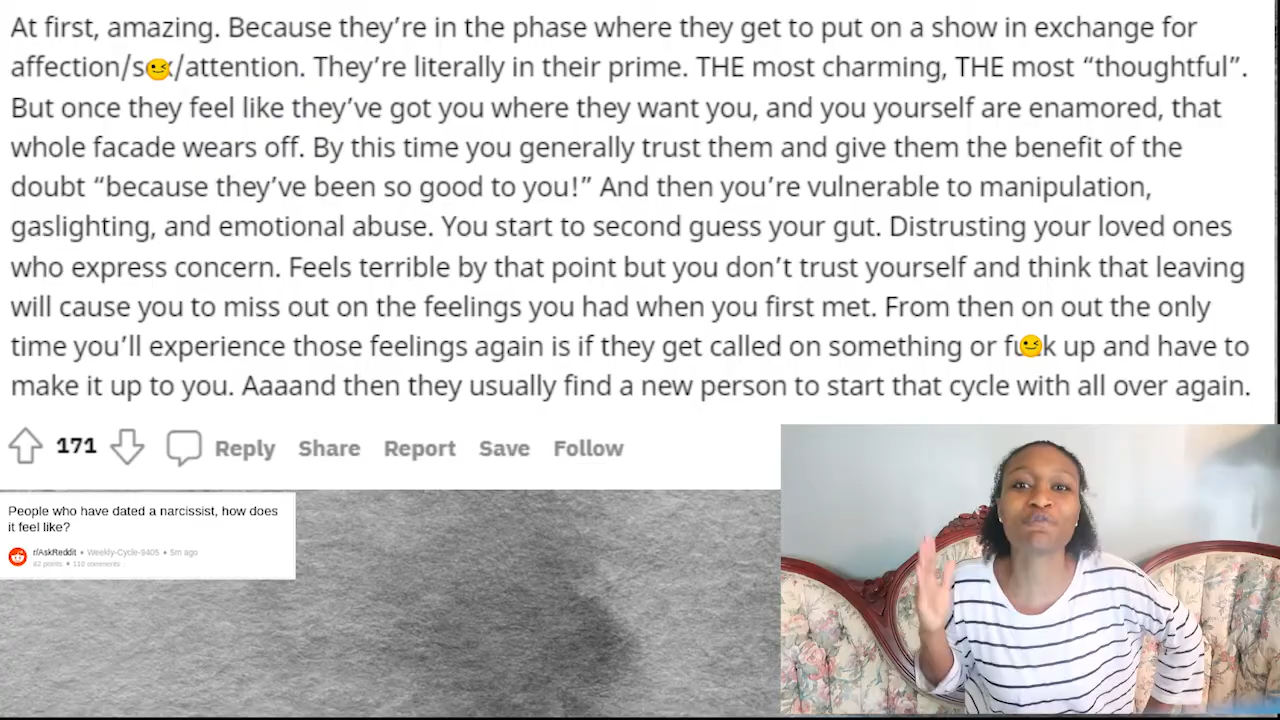 At first, amazing. Because they’re in the phase where they get to put on a show in exchange for
affection/s😉x/attention. They’re literally in their prime. THE most charming, THE most “thoughtful”.
But once they feel like they’ve got you where they want you, and you yourself are enamored, that
whole facade wears off. By this time you generally trust them and give them the benefit of the
doubt “because they’ve been so good to you!” And then you’re vulnerable to manipulation,
gaslighting, and emotional abuse. You start to second guess your gut. Distrusting your loved ones
who express concern. Feels terrible by that point but you don’t trust yourself and think that leaving
will cause you to miss out on the feelings you had when you first met. From then on out the only
time you’ll experience those feelings again is if they get called on something or fu😉k up and have to
make it up to you. Aaaand then they usually find a new person to start that cycle with all over again.
171 Reply Share Report Save Follow
People who have dated a narcissist, how does
it feel like?
r/AskReddit • Weekly-Cycle-9405 • 5m ago
82 points • 110 comments